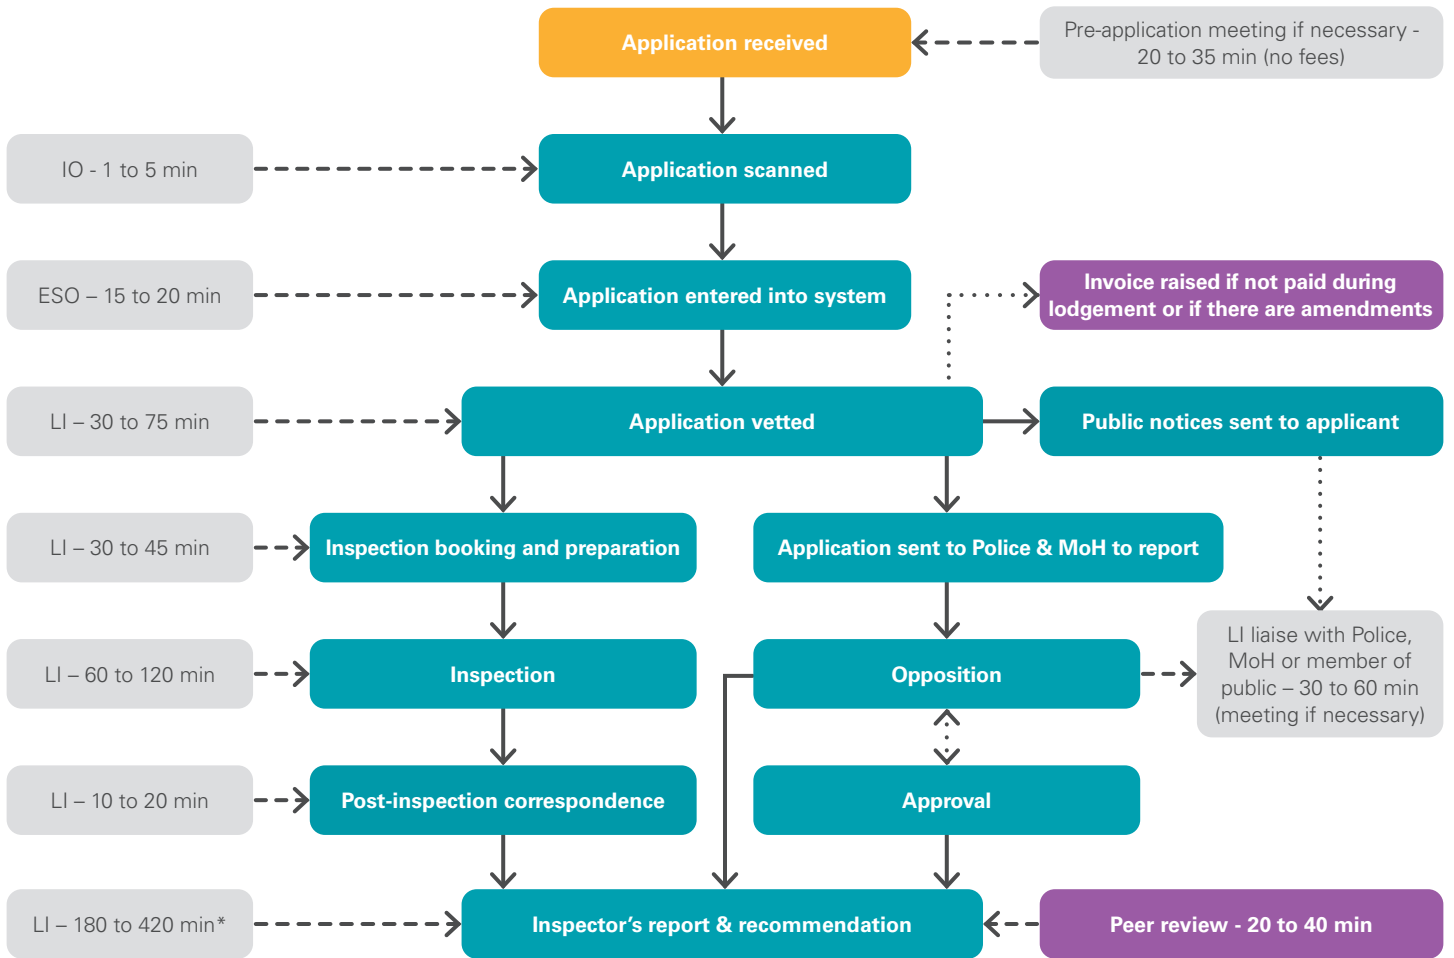 Application received
Pre-application meeting if necessary -
20 to 35 min (no fees)
IO - 1 to 5 min
Application scanned
ESO – 15 to 20 min
Application entered into system
Invoice raised if not paid during
lodgement or if there are amendments
LI – 30 to 75 min
Application vetted
Public notices sent to applicant
LI – 30 to 45 min
Inspection booking and preparation
Application sent to Police & MoH to report
LI – 60 to 120 min
Inspection
Opposition
LI liaise with Police,
MoH or member of
public – 30 to 60 min
(meeting if necessary)
LI – 10 to 20 min
Post-inspection correspondence
Approval
LI – 180 to 420 min*
Inspector’s report & recommendation
Peer review - 20 to 40 min